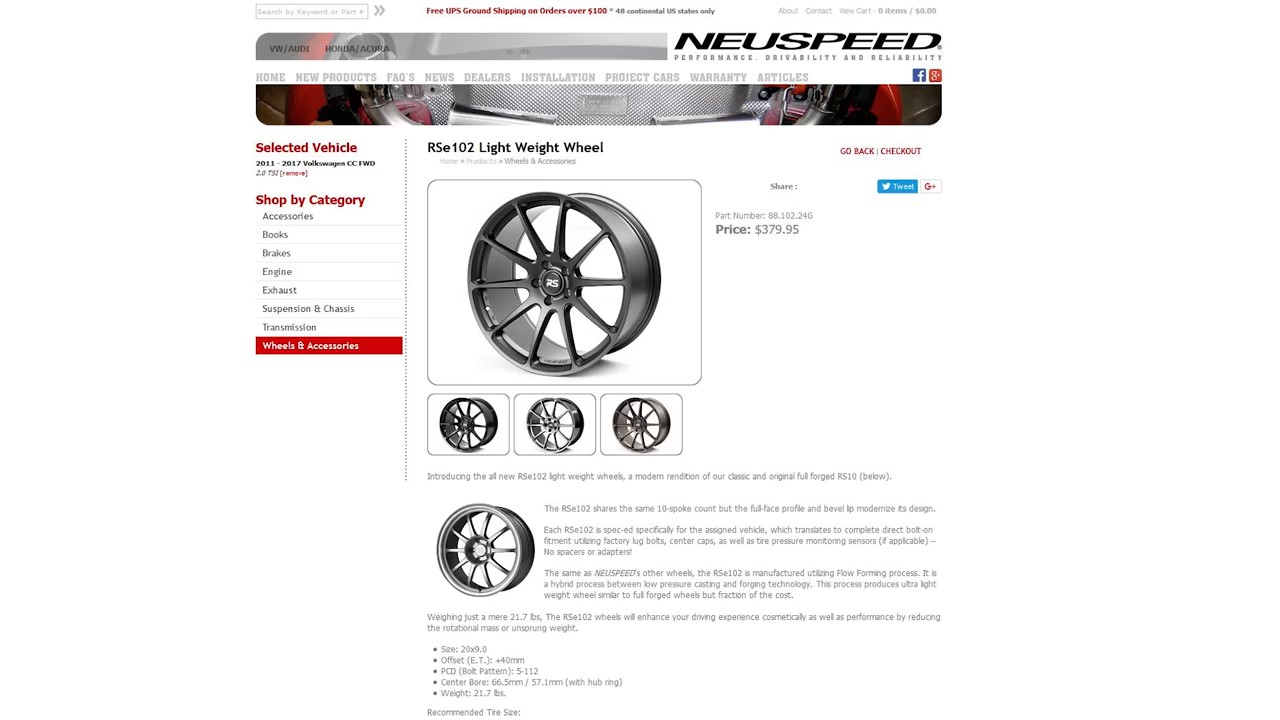 Search by Keyword or Part #
Free UPS Ground Shipping on Orders over $100 * 48 continental US states only
About Contact View Cart - 0 items / $0.00
VW/AUDI HONDA/ACURA
NEUSPEED®
PERFORMANCE, DRIVABILITY AND RELIABILITY
HOME NEW PRODUCTS FAQ'S NEWS DEALERS INSTALLATION PROJECT CARS WARRANTY ARTICLES
Selected Vehicle
2011 - 2017 Volkswagen CC FWD
2.0 TSI [remove]
Shop by Category
Accessories
Books
Brakes
Engine
Exhaust
Suspension & Chassis
Transmission
Wheels & Accessories
RSe102 Light Weight Wheel
GO BACK | CHECKOUT
Home » Products » Wheels & Accessories
Share :
Tweet
G+
Part Number: 88.102.24G
Price: $379.95
RS
Introducing the all new RSe102 light weight wheels, a modern rendition of our classic and original full forged RS10 (below).
The RSe102 shares the same 10-spoke count but the full-face profile and bevel lip modernize its design.
Each RSe102 is spec-ed specifically for the assigned vehicle, which translates to complete direct bolt-on
fitment utilizing factory lug bolts, center caps, as well as tire pressure monitoring sensors (if applicable) –
No spacers or adapters!
The same as NEUSPEED's other wheels, the RSe102 is manufactured utilizing Flow Forming process. It is
a hybrid process between low pressure casting and forging technology. This process produces ultra light
weight wheel similar to full forged wheels but fraction of the cost.
Weighing just a mere 21.7 lbs, The RSe102 wheels will enhance your driving experience cosmetically as well as performance by reducing
the rotational mass or unsprung weight.
• Size: 20x9.0
• Offset (E.T.): +40mm
• PCD (Bolt Pattern): 5-112
• Center Bore: 66.5mm / 57.1mm (with hub ring)
• Weight: 21.7 lbs.
Recommended Tire Size: